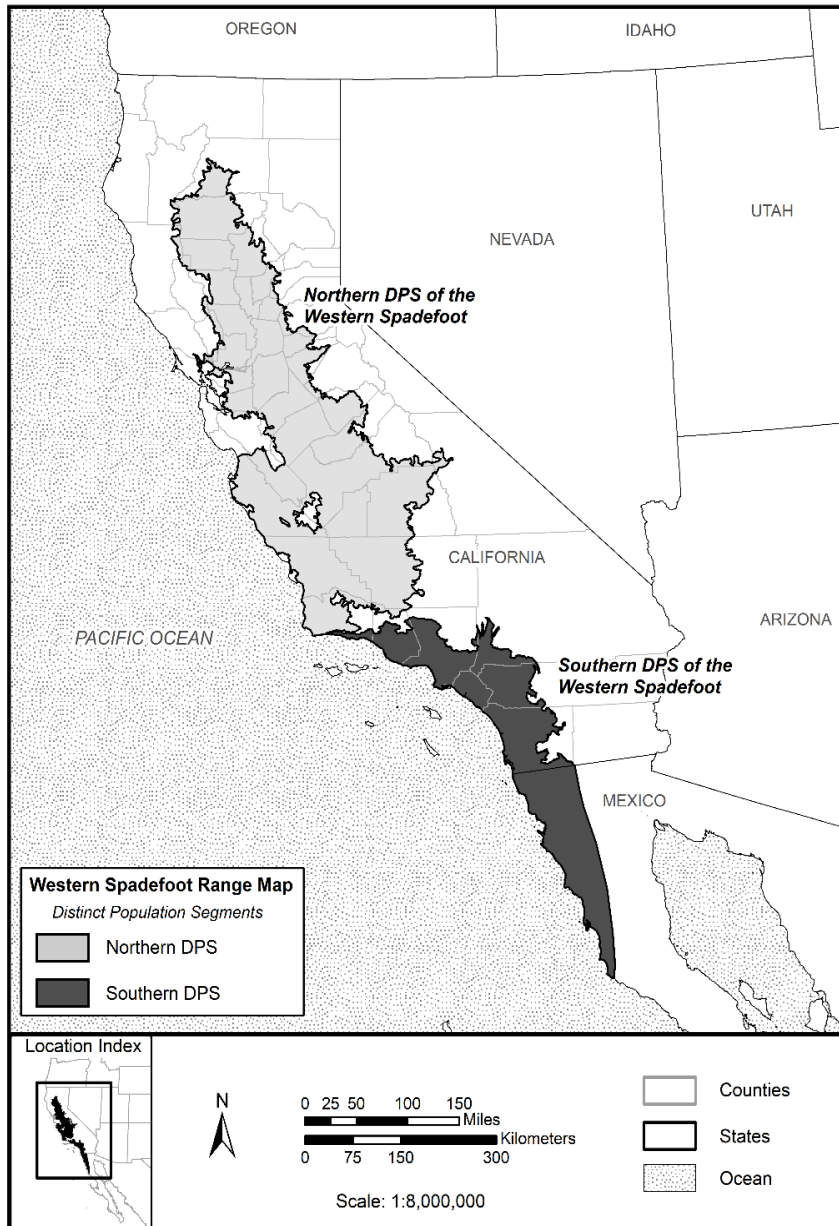 OREGON
IDAHO
UTAH
NEVADA
Northern DPS of the
Western Spadefoot
CALIFORNIA
ARIZONA
PACIFIC OCEAN
Southern DPS of the
Western Spadefoot
MEXICO
Western Spadefoot Range Map
Distinct Population Segments
Northern DPS
Southern DPS
Location Index
N
0 25 50 100 150
Miles
Kilometers
0 75 150 300
Scale: 1:8,000,000
Counties
States
Ocean